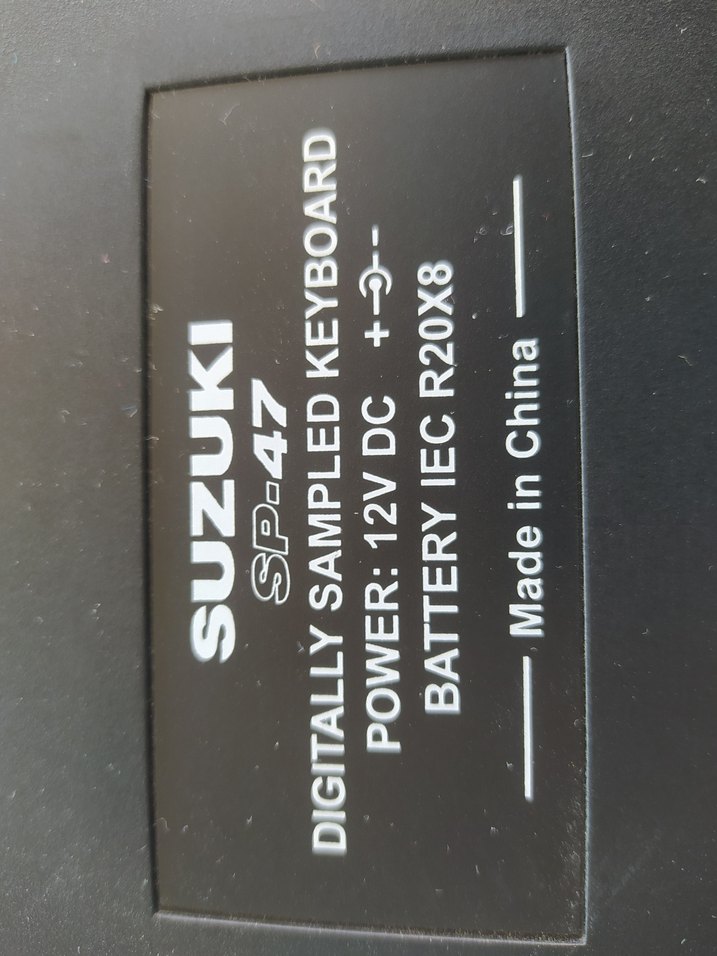 SUZUKI
SP-47
DIGITALLY SAMPLED KEYBOARD
POWER: 12V DC + --
BATTERY IEC R20X8
Made in China